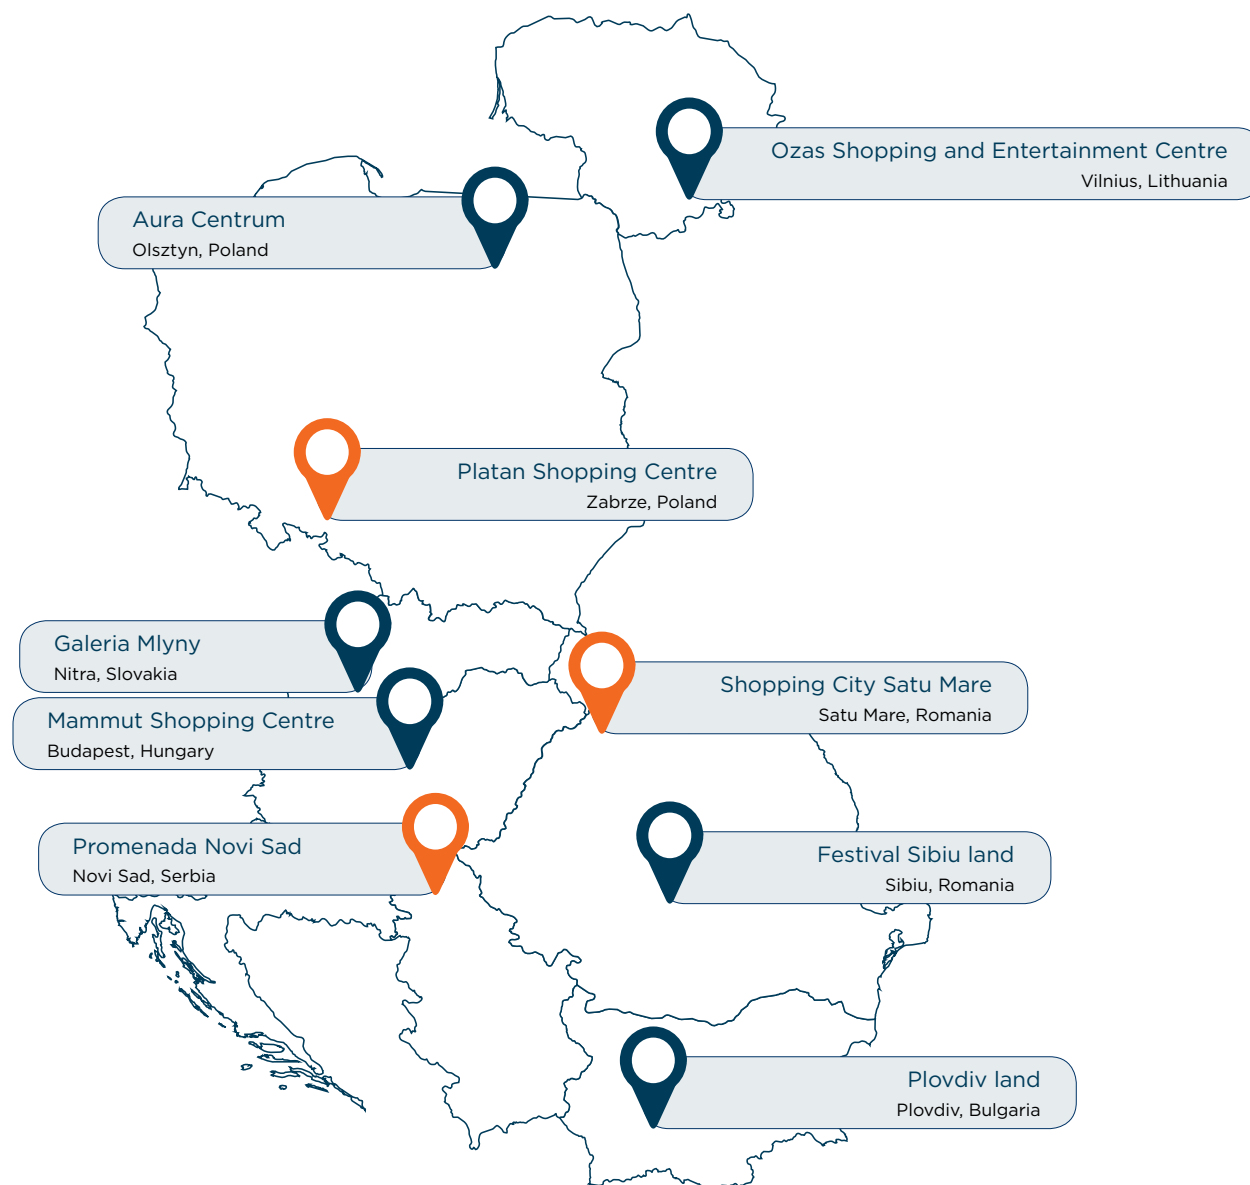 Ozas Shopping and Entertainment Centre
Vilnius, Lithuania
Aura Centrum
Olsztyn, Poland
Platan Shopping Centre
Zabrze, Poland
Galeria Mlyny
Nitra, Slovakia
Shopping City Satu Mare
Satu Mare, Romania
Mammut Shopping Centre
Budapest, Hungary
Promenada Novi Sad
Novi Sad, Serbia
Festival Sibiu land
Sibiu, Romania
Plovdiv land
Plovdiv, Bulgaria